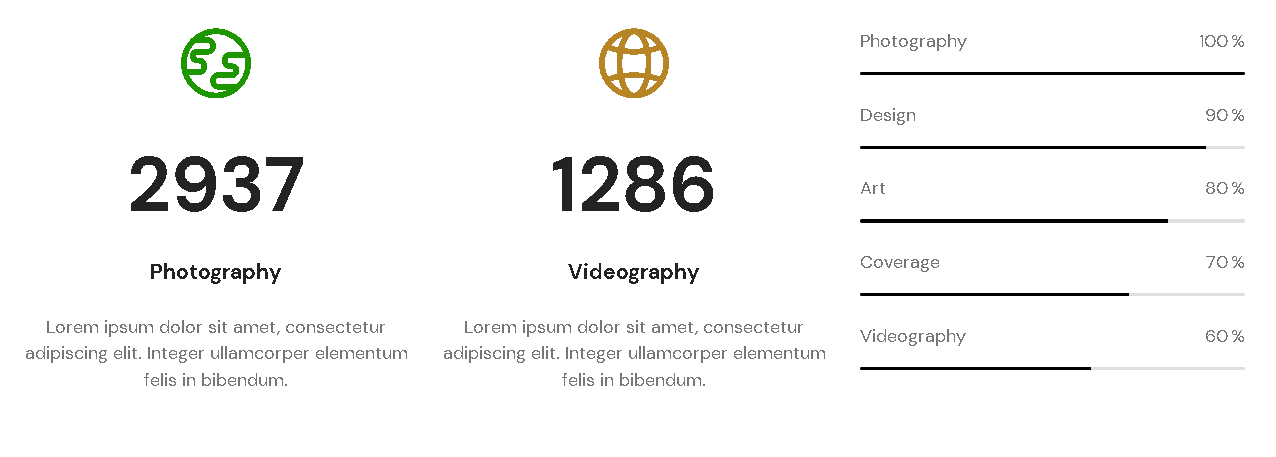 2937
Photography
Lorem ipsum dolor sit amet, consectetur
adipiscing elit. Integer ullamcorper elementum
felis in bibendum.
1286
Videography
Lorem ipsum dolor sit amet, consectetur
adipiscing elit. Integer ullamcorper elementum
felis in bibendum.
Photography 100%
Design 90%
Art 80%
Coverage 70%
Videography 60%